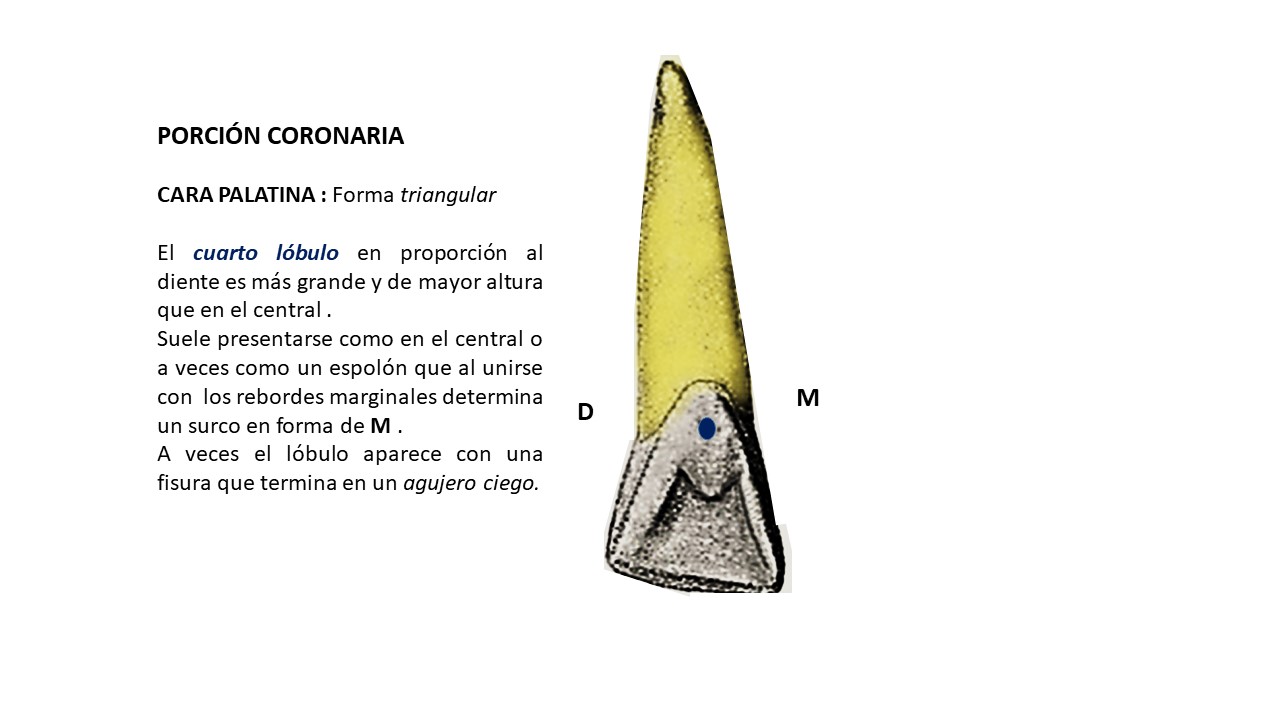 PORCIÓN CORONARIA
CARA PALATINA : Forma triangular
El cuarto lóbulo en proporción al
diente es más grande y de mayor altura
que en el central .
Suele presentarse como en el central o
a veces como un espolón que al unirse
con los rebordes marginales determina
un surco en forma de M .
A veces el lóbulo aparece con una
fisura que termina en un agujero ciego.
D
M